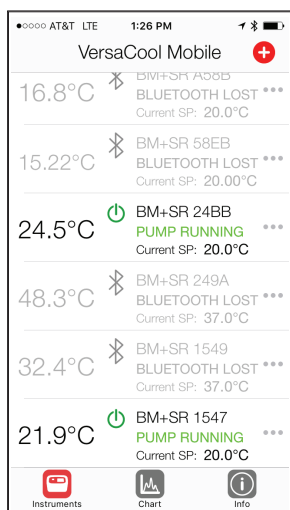 AT&T LTE 1:26 PM
VersaCool Mobile
16.8°C BM+SR A58B
BLUETOOTH LOST
Current SP: 20.0°C
BM+SR 58EB
15.22°C BLUETOOTH LOST
Current SP: 20.00°C
BM+SR 24BB
24.5°C PUMP RUNNING
Current SP: 20.0°C
BM+SR 249A
48.3°C BLUETOOTH LOST
Current SP: 37.0°C
BM+SR 1549
32.4°C BLUETOOTH LOST
Current SP: 37.0°C
BM+SR 1547
21.9°C PUMP RUNNING
Current SP: 20.0°C
Instruments Chart Info